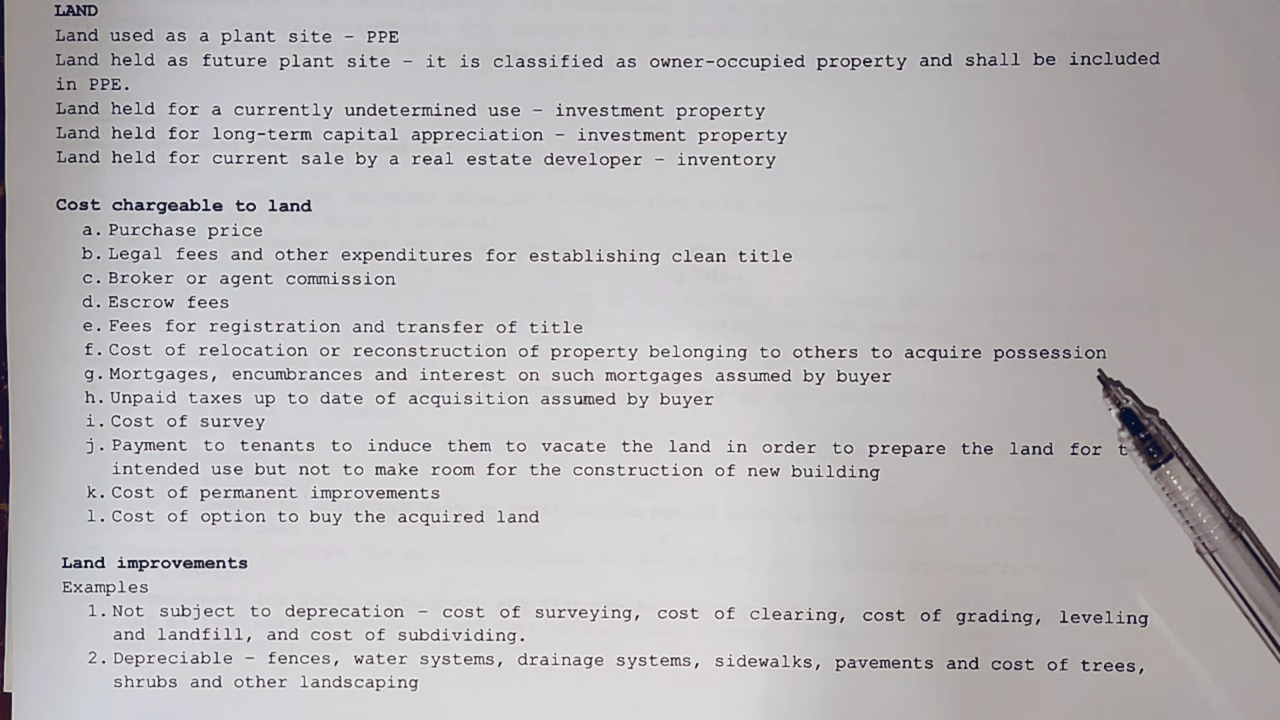 LAND
Land used as a plant site – PPE
Land held as future plant site – it is classified as owner-occupied property and shall be included
in PPE.
Land held for a currently undetermined use – investment property
Land held for long-term capital appreciation – investment property
Land held for current sale by a real estate developer – inventory
Cost chargeable to land
a. Purchase price
b. Legal fees and other expenditures for establishing clean title
c. Broker or agent commission
d. Escrow fees
e. Fees for registration and transfer of title
f. Cost of relocation or reconstruction of property belonging to others to acquire possession
g. Mortgages, encumbrances and interest on such mortgages assumed by buyer
h. Unpaid taxes up to date of acquisition assumed by buyer
i. Cost of survey
j. Payment to tenants to induce them to vacate the land in order to prepare the land for
intended use but not to make room for the construction of new building
k. Cost of permanent improvements
l. Cost of option to buy the acquired land
Land improvements
Examples
1. Not subject to deprecation – cost of surveying, cost of clearing, cost of grading, leveling
and landfill, and cost of subdividing.
2. Depreciable – fences, water systems, drainage systems, sidewalks, pavements and cost of trees,
shrubs and other landscaping